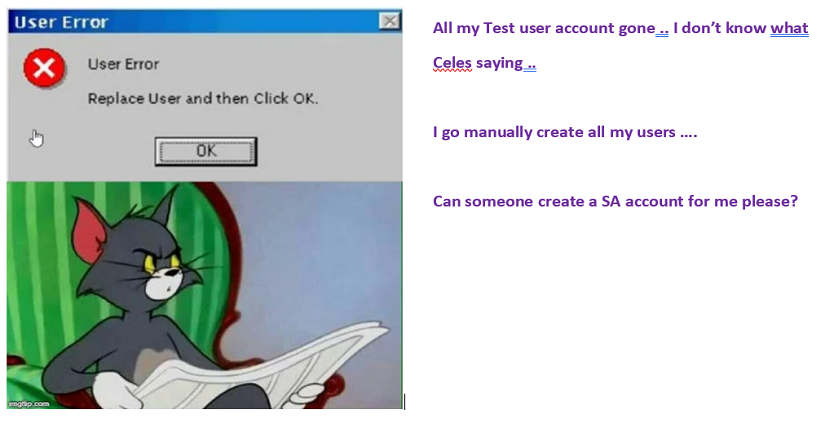 User Error
User Error
Replace User and then Click OK.
OK
imgflip.com
All my Test user account gone .. I don’t know what
Celes saying ..
I go manually create all my users ….
Can someone create a SA account for me please?